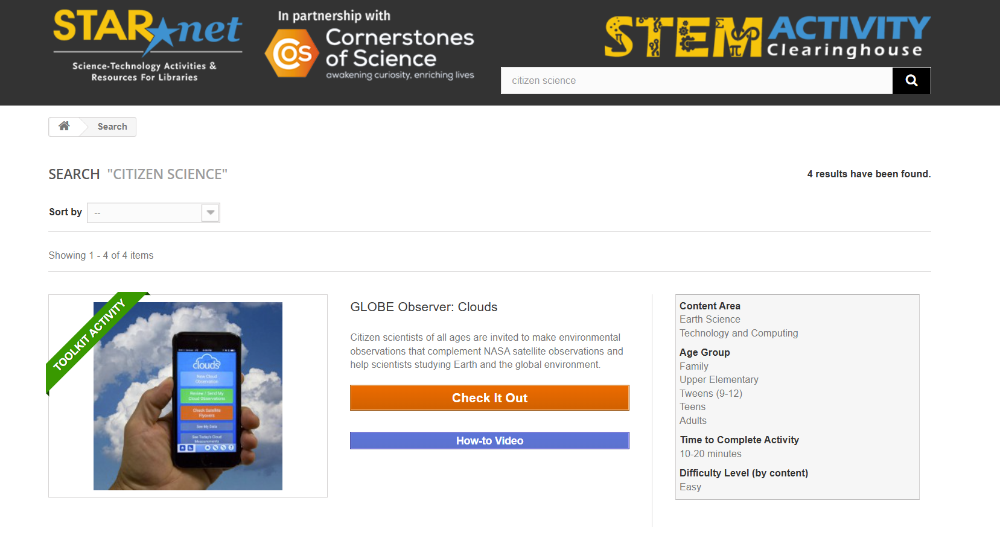 STAR net
Science-Technology Activities &
Resources For Libraries
In partnership with
COS
Cornerstones
of Science
awakening curiosity, enriching lives
STEM ACTIVITY
Clearinghouse
citizen science
Search
SEARCH "CITIZEN SCIENCE"
4 results have been found.
Sort by --
Showing 1 - 4 of 4 items
TOOLKIT ACTIVITY
clouds
New Cloud
Observation
Review / Send My
Cloud Observations
Check Satellite
Flyovers
See My Data
See Today's Cloud
Measurements
GLOBE Observer: Clouds
Citizen scientists of all ages are invited to make environmental
observations that complement NASA satellite observations and
help scientists studying Earth and the global environment.
Check It Out
How-to Video
Content Area
Earth Science
Technology and Computing
Age Group
Family
Upper Elementary
Tweens (9-12)
Teens
Adults
Time to Complete Activity
10-20 minutes
Difficulty Level (by content)
Easy